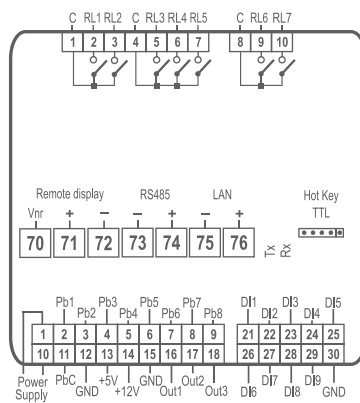 C RL1 RL2 C RL3 RL4 RL5 C RL6 RL7
1 2 3 4 5 6 7 8 9 10
Remote display RS485 LAN Hot Key
TTL
Vnr + − − + − +
70 71 72 73 74 75 76
Tx
Rx
Pb1 Pb2 Pb3 Pb4 Pb5 Pb6 Pb7 Pb8 DI1 DI2 DI3 DI4 DI5
1 2 3 4 5 6 7 8 9 21 22 23 24 25
10 11 12 13 14 15 16 17 18 26 27 28 29 30
Power
Supply
PbC GND +5V +12V GND Out1 Out2 Out3 DI6 DI7 DI8 DI9 GND